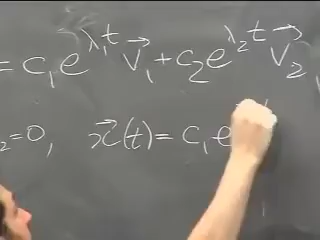 = c₁e^{λ₁t} v⃗₁ + c₂e^{λ₂t} v⃗₂
₂=0, x⃗(t) = c₁e